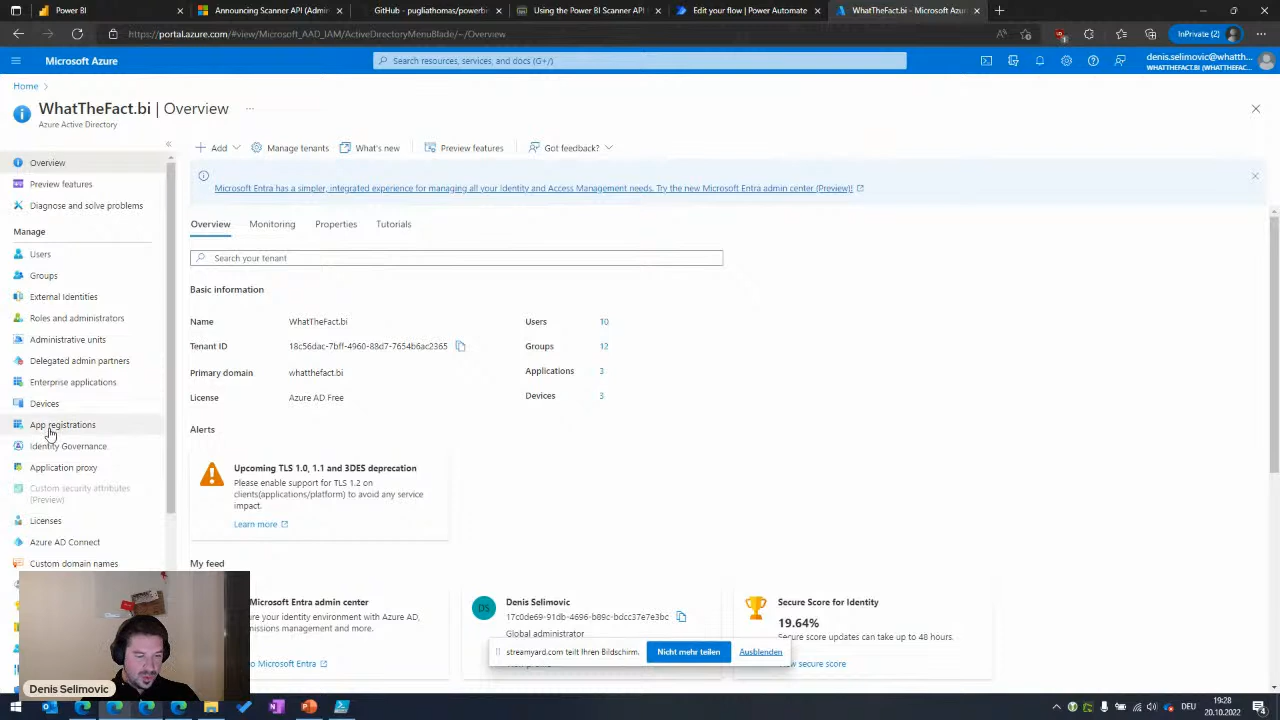 Power BI
Announcing Scanner API (Admin
GitHub - pugliathomas/powerbi
Using the Power BI Scanner API
Edit your flow | Power Automate
WhatTheFact.bi - Microsoft Azure
https://portal.azure.com/#view/Microsoft_AAD_IAM/ActiveDirectoryMenuBlade/~/Overview
InPrivate (2)
Microsoft Azure
Search resources, services, and docs (G+/)
denis.selimovic@whatth...
WHATTHEFACT.BI (WHATTHEFAC...
Home
WhatTheFact.bi | Overview
Azure Active Directory
Add
Manage tenants
What's new
Preview features
Got feedback?
Microsoft Entra has a simpler, integrated experience for managing all your Identity and Access Management needs. Try the new Microsoft Entra admin center (Preview)!
Overview
Preview features
Diagnose and solve problems
Manage
Users
Groups
External Identities
Roles and administrators
Administrative units
Delegated admin partners
Enterprise applications
Devices
App registrations
Identity Governance
Application proxy
Custom security attributes
(Preview)
Licenses
Azure AD Connect
Custom domain names
Overview
Monitoring
Properties
Tutorials
Search your tenant
Basic information
Name
WhatTheFact.bi
Users
10
Tenant ID
18c56dac-7bff-4960-88d7-7654b6ac2365
Groups
12
Primary domain
whatthefact.bi
Applications
3
License
Azure AD Free
Devices
3
Alerts
Upcoming TLS 1.0, 1.1 and 3DES deprecation
Please enable support for TLS 1.2 on
clients(applications/platform) to avoid any service
impact.
Learn more
My feed
Microsoft Entra admin center
ure your identity environment with Azure AD,
missions management and more.
o Microsoft Entra
DS
Denis Selimovic
17c0de69-91db-4696-b89c-bdcc37e7e3bc
Global administrator
Secure Score for Identity
19.64%
Secure score updates can take up to 48 hours.
View secure score
streamyard.com teilt Ihren Bildschirm.
Nicht mehr teilen
Ausblenden
Denis Selimovic
19:28
20.10.2022